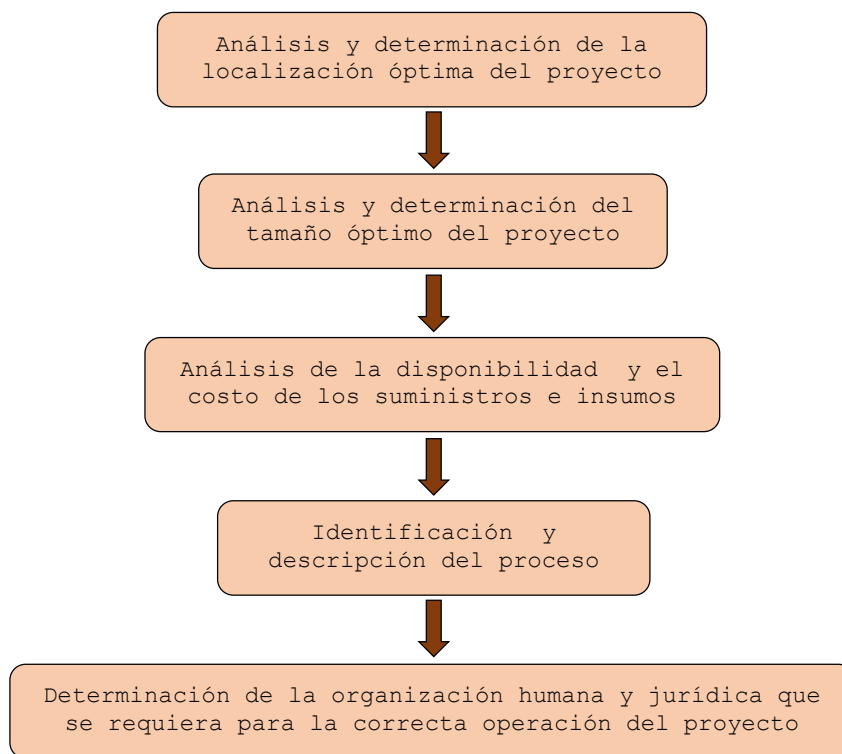 Análisis y determinación de la
localización óptima del proyecto
Análisis y determinación del
tamaño óptimo del proyecto
Análisis de la disponibilidad y el
costo de los suministros e insumos
Identificación y
descripción del proceso
Determinación de la organización humana y jurídica que
se requiera para la correcta operación del proyecto